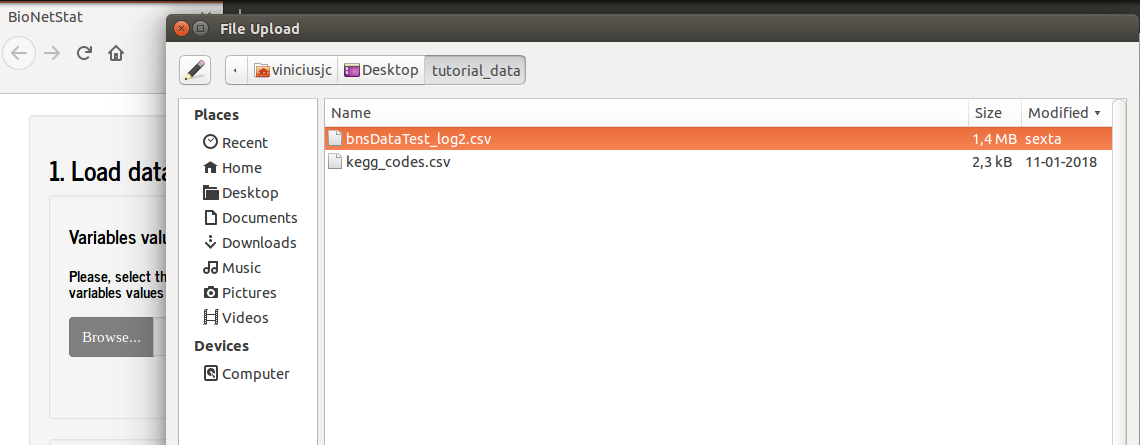 BioNetStat
File Upload
viniciusjc
Desktop
tutorial_data
Places
Recent
Home
Desktop
Documents
Downloads
Music
Pictures
Videos
Devices
Computer
Name Size Modified
bnsDataTest_log2.csv 1,4 MB sexta
kegg_codes.csv 2,3 kB 11-01-2018
1. Load data
Variables valu
Please, select th
variables values
Browse...